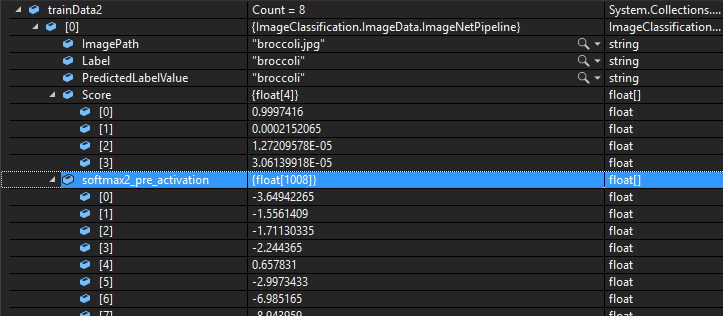 trainData2 Count = 8 System.Collections.
[0] {ImageClassification.ImageData.ImageNetPipeline} ImageClassification...
ImagePath "broccoli.jpg" string
Label "broccoli" string
PredictedLabelValue "broccoli" string
Score {float[4]} float[]
[0] 0.9997416 float
[1] 0.0002152065 float
[2] 1.27209578E-05 float
[3] 3.06139918E-05 float
softmax2_pre_activation {float[1008]} float[]
[0] -3.64942265 float
[1] -1.5561409 float
[2] -1.71130335 float
[3] -2.244365 float
[4] 0.657831 float
[5] -2.9973433 float
[6] -6.985165 float
[7] -8.943959 float